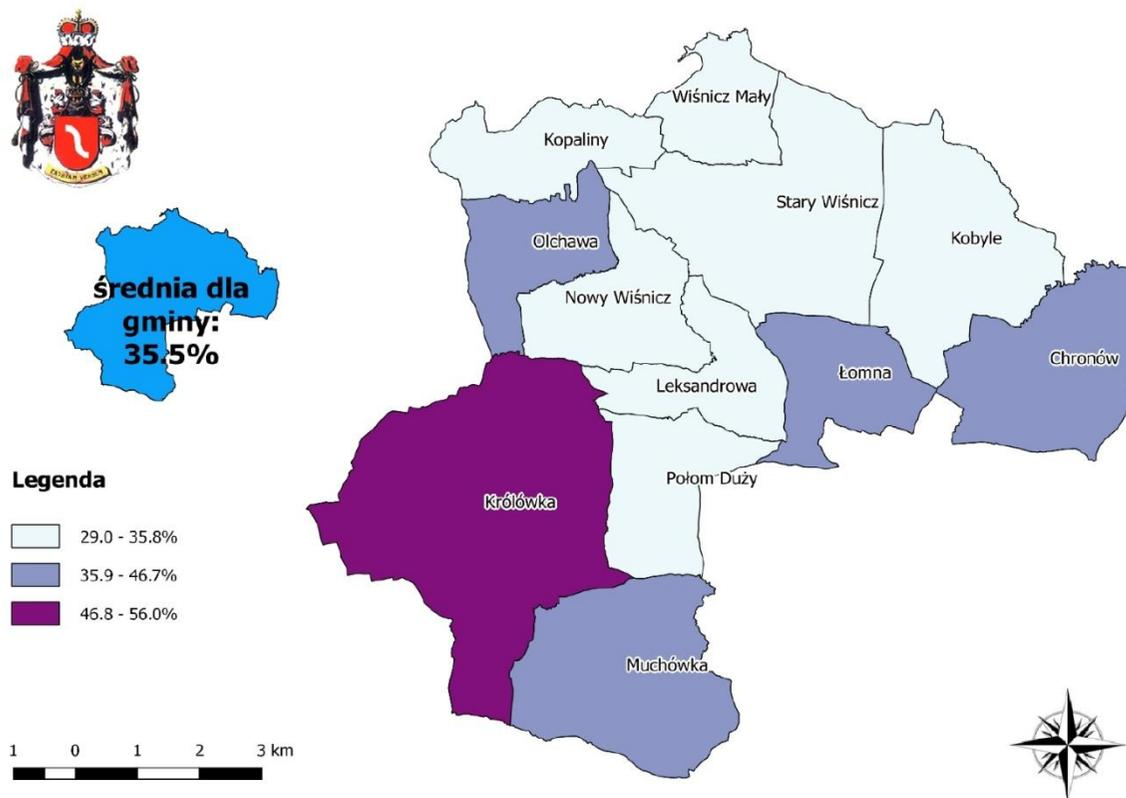 Wiśnicz Mały
Kopaliny
Stary Wiśnicz
Kobyle
Olchawa
Nowy Wiśnicz
średnia dla
gminy:
35.5%
Chronów
Łomna
Leksandrowa
Połom Duży
Królówka
Muchówka
Legenda
29.0 - 35.8%
35.9 - 46.7%
46.8 - 56.0%
1 0 1 2 3 km